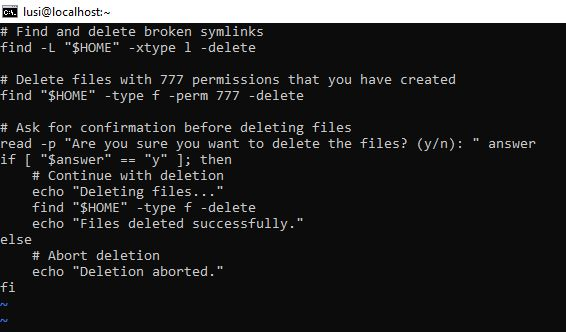 lusi@localhost:~
# Find and delete broken symlinks
find -L "$HOME" -xtype l -delete

# Delete files with 777 permissions that you have created
find "$HOME" -type f -perm 777 -delete

# Ask for confirmation before deleting files
read -p "Are you sure you want to delete the files? (y/n): " answer
if [ "$answer" == "y" ]; then
    # Continue with deletion
    echo "Deleting files..."
    find "$HOME" -type f -delete
    echo "Files deleted successfully."
else
    # Abort deletion
    echo "Deletion aborted."
fi
~
~